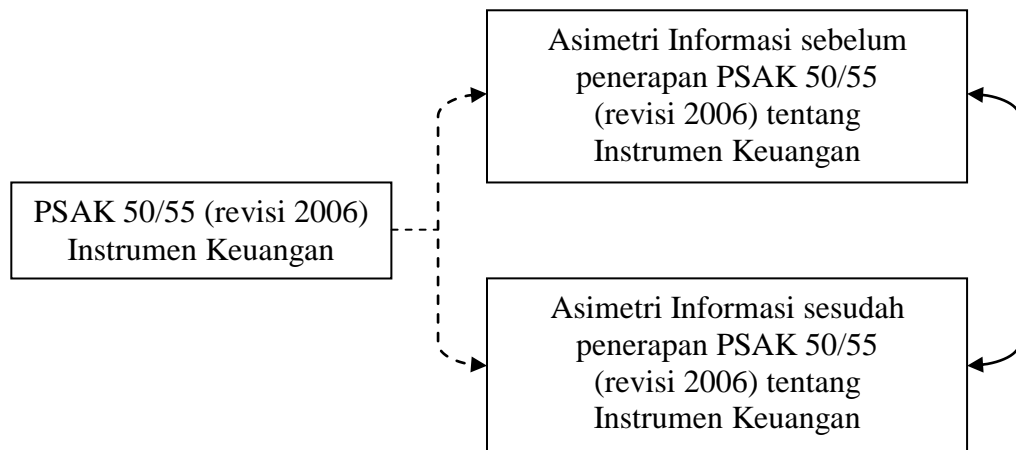 Asimetri Informasi sebelum
penerapan PSAK 50/55
(revisi 2006) tentang
Instrumen Keuangan
PSAK 50/55 (revisi 2006)
Instrumen Keuangan
Asimetri Informasi sesudah
penerapan PSAK 50/55
(revisi 2006) tentang
Instrumen Keuangan